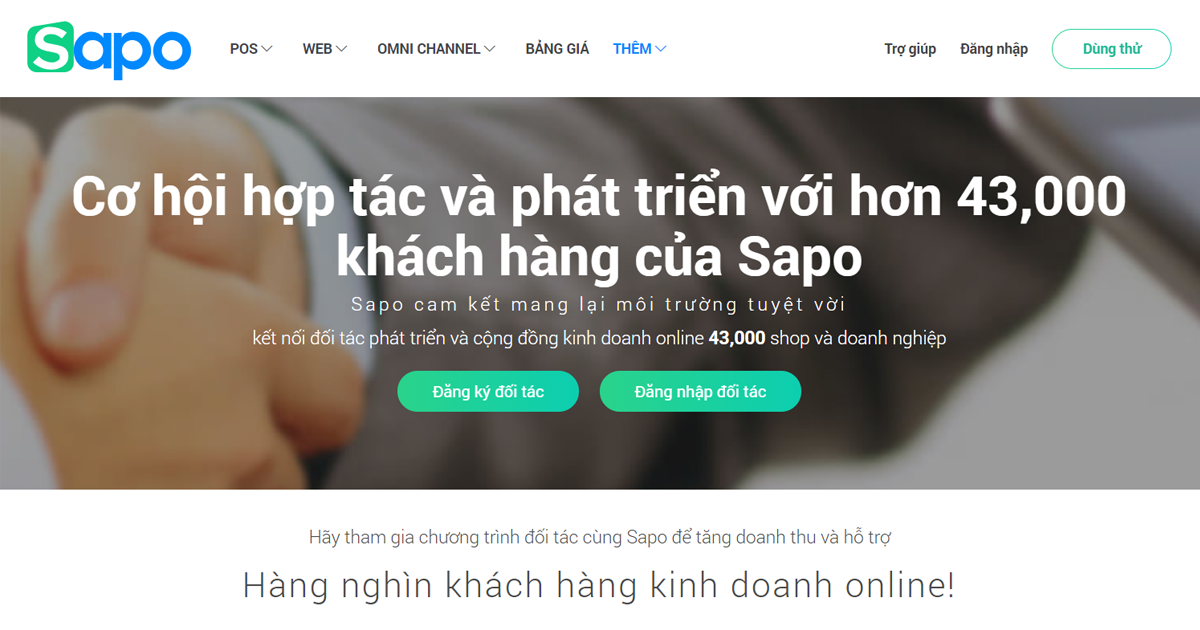 Sapo
POS WEB OMNI CHANNEL BẢNG GIÁ THÊM Trợ giúp Đăng nhập Dùng thử
Cơ hội hợp tác và phát triển với hơn 43,000
khách hàng của Sapo
Sapo cam kết mang lại môi trường tuyệt vời
kết nối đối tác phát triển và cộng đồng kinh doanh online 43,000 shop và doanh nghiệp
Đăng ký đối tác Đăng nhập đối tác
Hãy tham gia chương trình đối tác cùng Sapo để tăng doanh thu và hỗ trợ
Hàng nghìn khách hàng kinh doanh online!